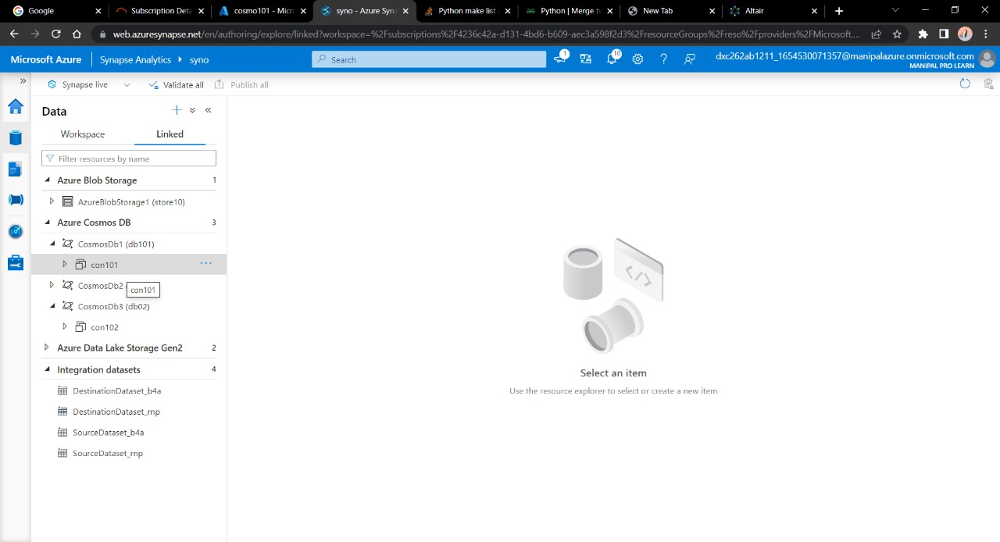 Google
Subscription Deta
cosmo101 - Micr
syno - Azure Syn
Python make list
Python | Merge tw
New Tab
Altair
web.azuresynapse.net/en/authoring/explore/linked?workspace=%2Fsubscriptions%2F4236c42a-d131-4bd6-b609-aec3a598f2d3%2FresourceGroups%2Freso%2Fproviders%2FMicrosoft....
Microsoft Azure
Synapse Analytics
syno
Search
1
10
dxc262ab1211_1654530071357@manipalazure.onmicrosoft.com
MANIPAL PRO LEARN
Synapse live
Validate all
Publish all
Data
Workspace
Linked
Filter resources by name
Azure Blob Storage 1
AzureBlobStorage1 (store10)
Azure Cosmos DB 3
CosmosDb1 (db101)
con101
CosmosDb2
con101
CosmosDb3 (db02)
con102
Azure Data Lake Storage Gen2 2
Integration datasets 4
DestinationDataset_b4a
DestinationDataset_rnp
SourceDataset_b4a
SourceDataset_rnp
Select an item
Use the resource explorer to select or create a new item